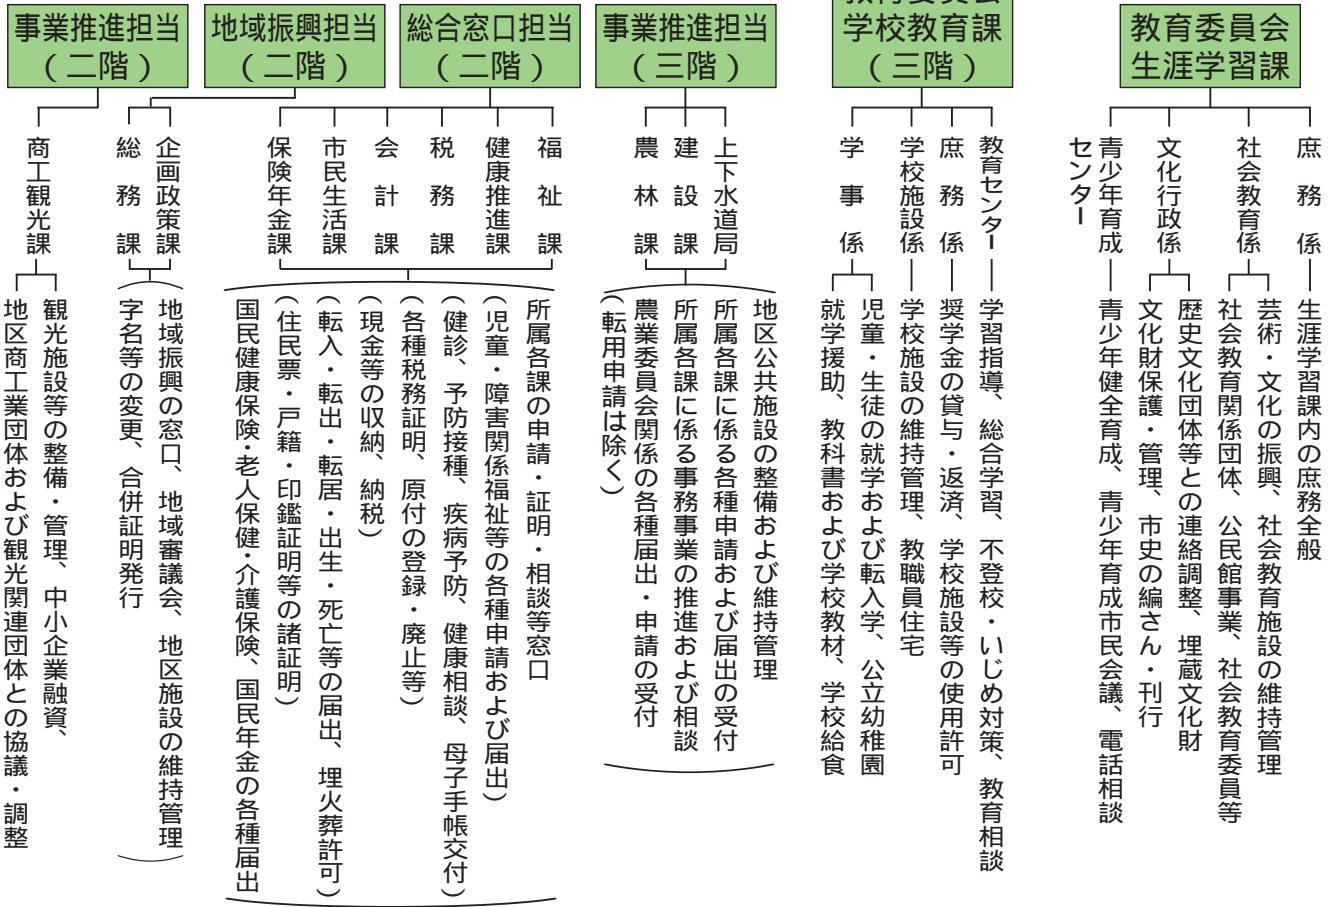 教育委員会
生涯学習課
庶務係
生涯学習課内の庶務全般
社会教育係
芸術・文化の振興、社会教育施設の維持管理
社会教育関係団体、公民館事業、社会教育委員等
文化行政係
歴史文化団体等との連絡調整、埋蔵文化財
文化財保護・管理、市史の編さん・刊行
青少年育成
センター
青少年健全育成、青少年育成市民会議、電話相談
教育委員会
学校教育課
(三階)
教育センター
学習指導、総合学習、不登校・いじめ対策、教育相談
庶務係
奨学金の貸与・返済、学校施設等の使用許可
学校施設係
学校施設の維持管理、教職員住宅
学事係
児童・生徒の就学および転入学、公立幼稚園
就学援助、教科書および学校教材、学校給食
事業推進担当
(三階)
上下水道局
建設課
農林課
地区公共施設の整備および維持管理
所属各課に係る各種申請および届出の受付
所属各課に係る事務事業の推進および相談
農業委員会関係の各種届出・申請の受付
(転用申請は除く)
総合窓口担当
(二階)
福祉課
健康推進課
税務課
会計課
市民生活課
保険年金課
所属各課の申請・証明・相談等窓口
(児童・障害関係福祉等の各種申請および届出)
(健診、予防接種、疾病予防、健康相談、母子手帳交付)
(各種税務証明、原付の登録・廃止等)
(現金等の収納、納税)
(転入・転出・転居・出生・死亡等の届出、埋火葬許可)
(住民票・戸籍・印鑑証明等の諸証明)
国民健康保険・老人保健・介護保険、国民年金の各種届出
地域振興担当
(二階)
企画政策課
総務課
地域振興の窓口、地域審議会、地区施設の維持管理
字名等の変更、合併証明発行
事業推進担当
(二階)
商工観光課
観光施設等の整備・管理、中小企業融資、
地区商工業団体および観光関連団体との協議・調整